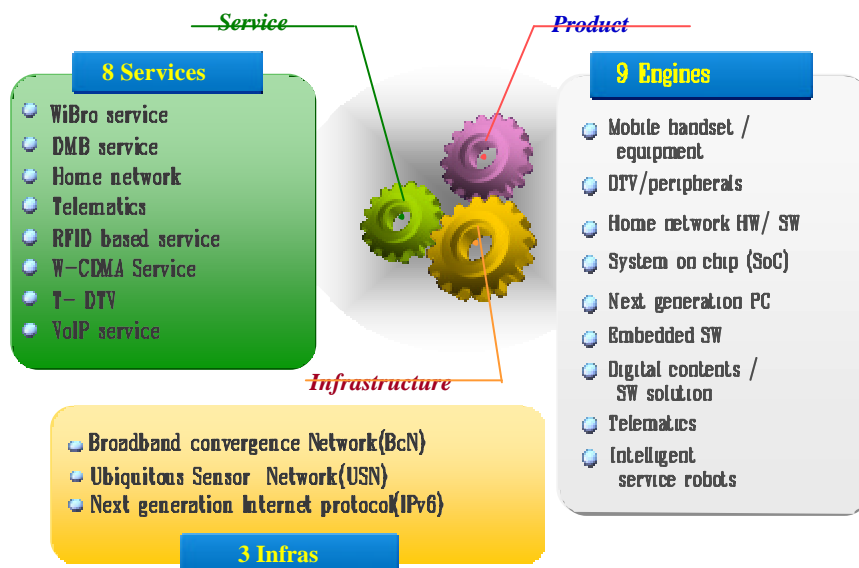 Service
Product
8 Services
WiBro service
DMB service
Home network
Telematics
RFID based service
W-CDMA Service
T- DTV
VoIP service
9 Engines
Mobile handset /
equipment
DTV/peripherals
Home network HW/ SW
System on chip (SoC)
Next generation PC
Embedded SW
Digital contents /
SW solution
Telematics
Intelligent
service robots
Infrastructure
Broadband convergence Network(BcN)
Ubiquitous Sensor Network(USN)
Next generation Internet protocol(IPv6)
3 Infras